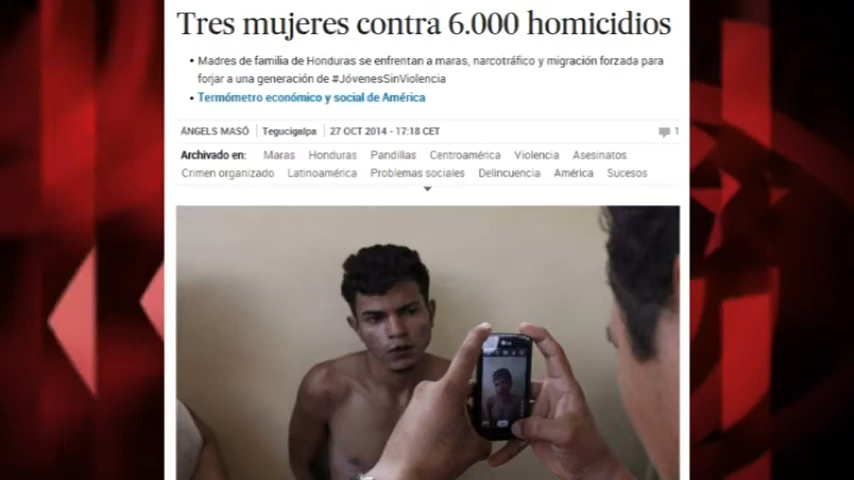 Tres mujeres contra 6.000 homicidios
• Madres de familia de Honduras se enfrentan a maras, narcotráfico y migración forzada para
forjar a una generación de #JóvenesSinViolencia
• Termómetro económico y social de América
ÁNGELS MASÓ | Tegucigalpa | 27 OCT 2014 - 17:18 CET 1
Archivado en: Maras Honduras Pandillas Centroamérica Violencia Asesinatos
Crimen organizado Latinoamérica Problemas sociales Delincuencia América Sucesos
LG